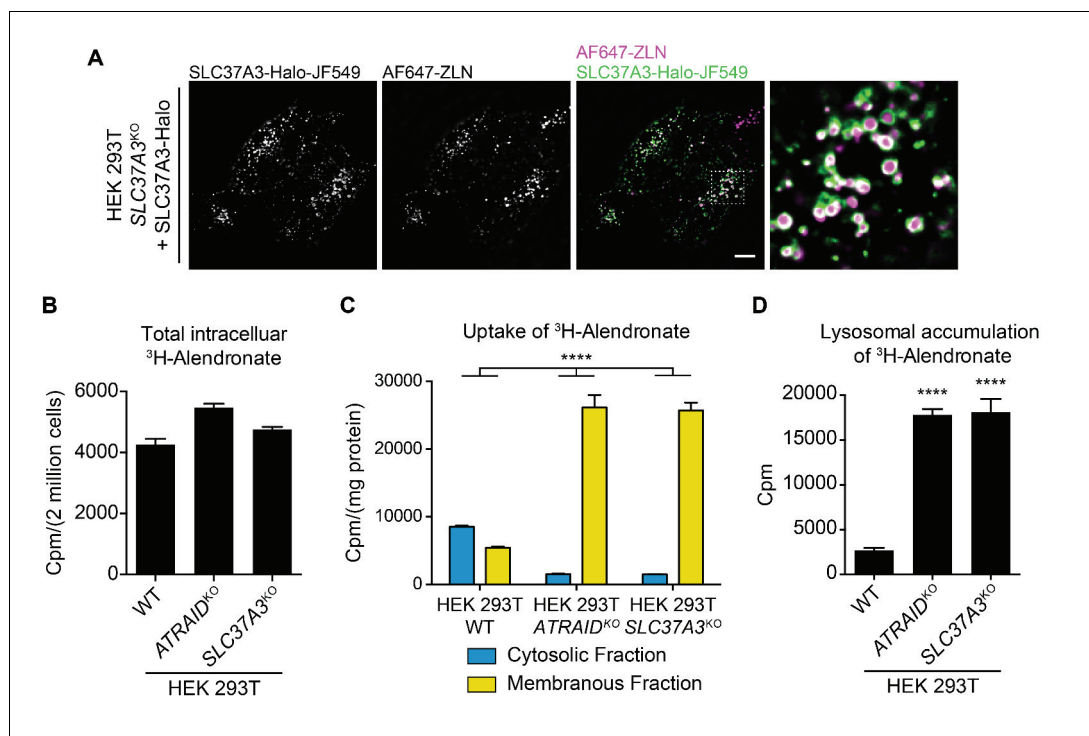 A
SLC37A3-Halo-JF549
AF647-ZLN
AF647-ZLN
SLC37A3-Halo-JF549
HEK 293T
SLC37A3ᴷᴼ
+ SLC37A3-Halo
B
Total intracelluar
³H-Alendronate
Cpm/(2 million cells)
6000
4000
2000
0
WT
ATRAIDᴷᴼ
SLC37A3ᴷᴼ
HEK 293T
C
Uptake of ³H-Alendronate
****
Cpm/(mg protein)
30000
20000
10000
0
HEK 293T
WT
HEK 293T
ATRAIDᴷᴼ
HEK 293T
SLC37A3ᴷᴼ
Cytosolic Fraction
Membranous Fraction
D
Lysosomal accumulation
of ³H-Alendronate
**** ****
Cpm
20000
15000
10000
5000
0
WT
ATRAIDᴷᴼ
SLC37A3ᴷᴼ
HEK 293T